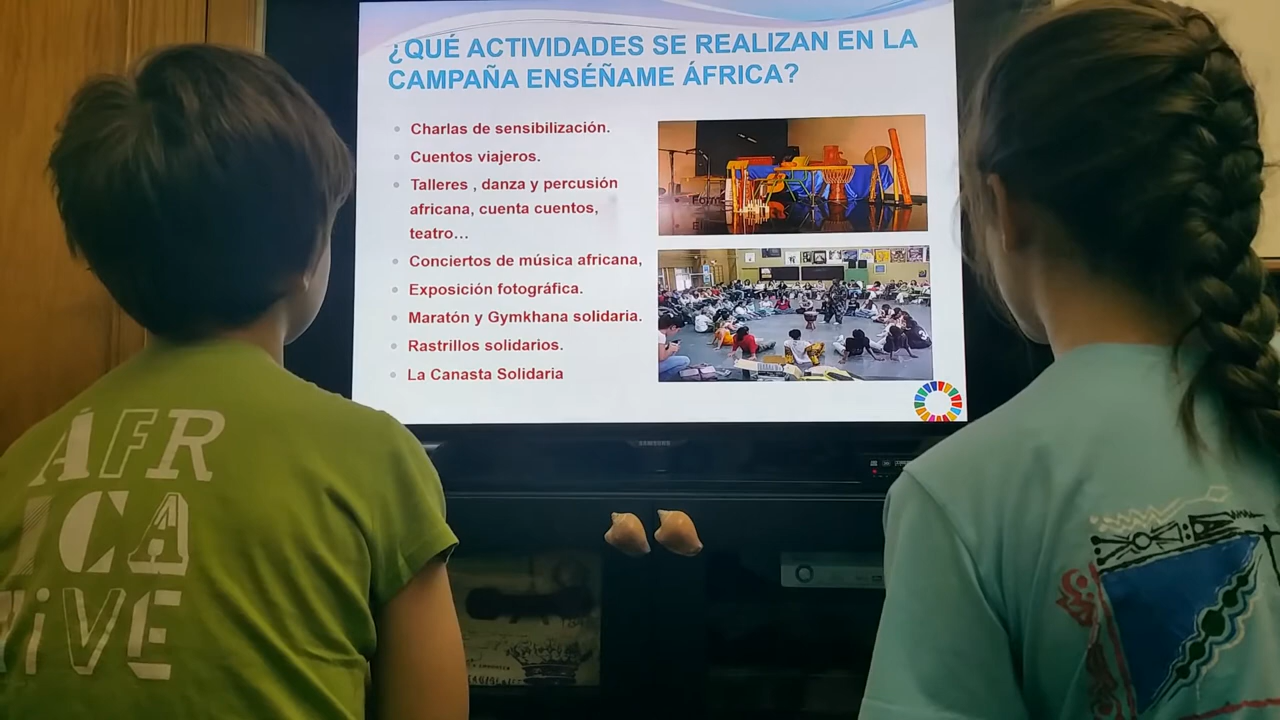 ¿QUÉ ACTIVIDADES SE REALIZAN EN LA
CAMPAÑA ENSÉÑAME ÁFRICA?
Charlas de sensibilización.
Cuentos viajeros.
Talleres , danza y percusión
africana, cuenta cuentos,
teatro...
Conciertos de música africana,
Exposición fotográfica.
Maratón y Gymkhana solidaria.
Rastrillos solidarios.
La Canasta Solidaria
SAMSUNG
ÁFR
ICA
ViVE